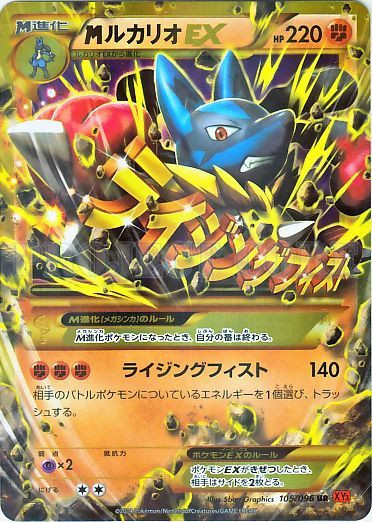 M進化
ルカリオEXから進化
MルカリオEX
HP220
ライジングフィスト
M進化[メガシンカ]のルール
M進化ポケモンになったとき、自分の番は終わる。
ライジングフィスト 140
相手のバトルポケモンについているエネルギーを1個選び、トラッ
シュする。
弱点
×2
抵抗力
にげる
ポケモンEXのルール
ポケモンEXがきぜつしたとき、
相手はサイドを2枚とる。
Illus. 5ban Graphics
105/096 UR XY3